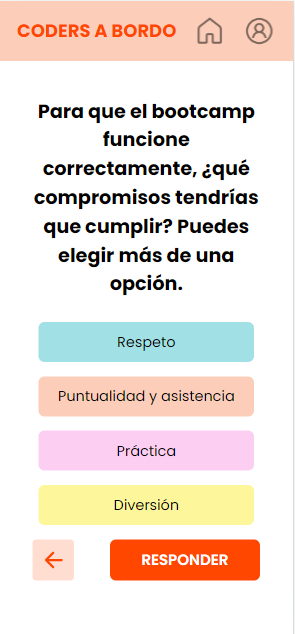 CODERS A BORDO
Para que el bootcamp
funcione
correctamente, ¿qué
compromisos tendrías
que cumplir? Puedes
elegir más de una
opción.
Respeto
Puntualidad y asistencia
Práctica
Diversión
RESPONDER